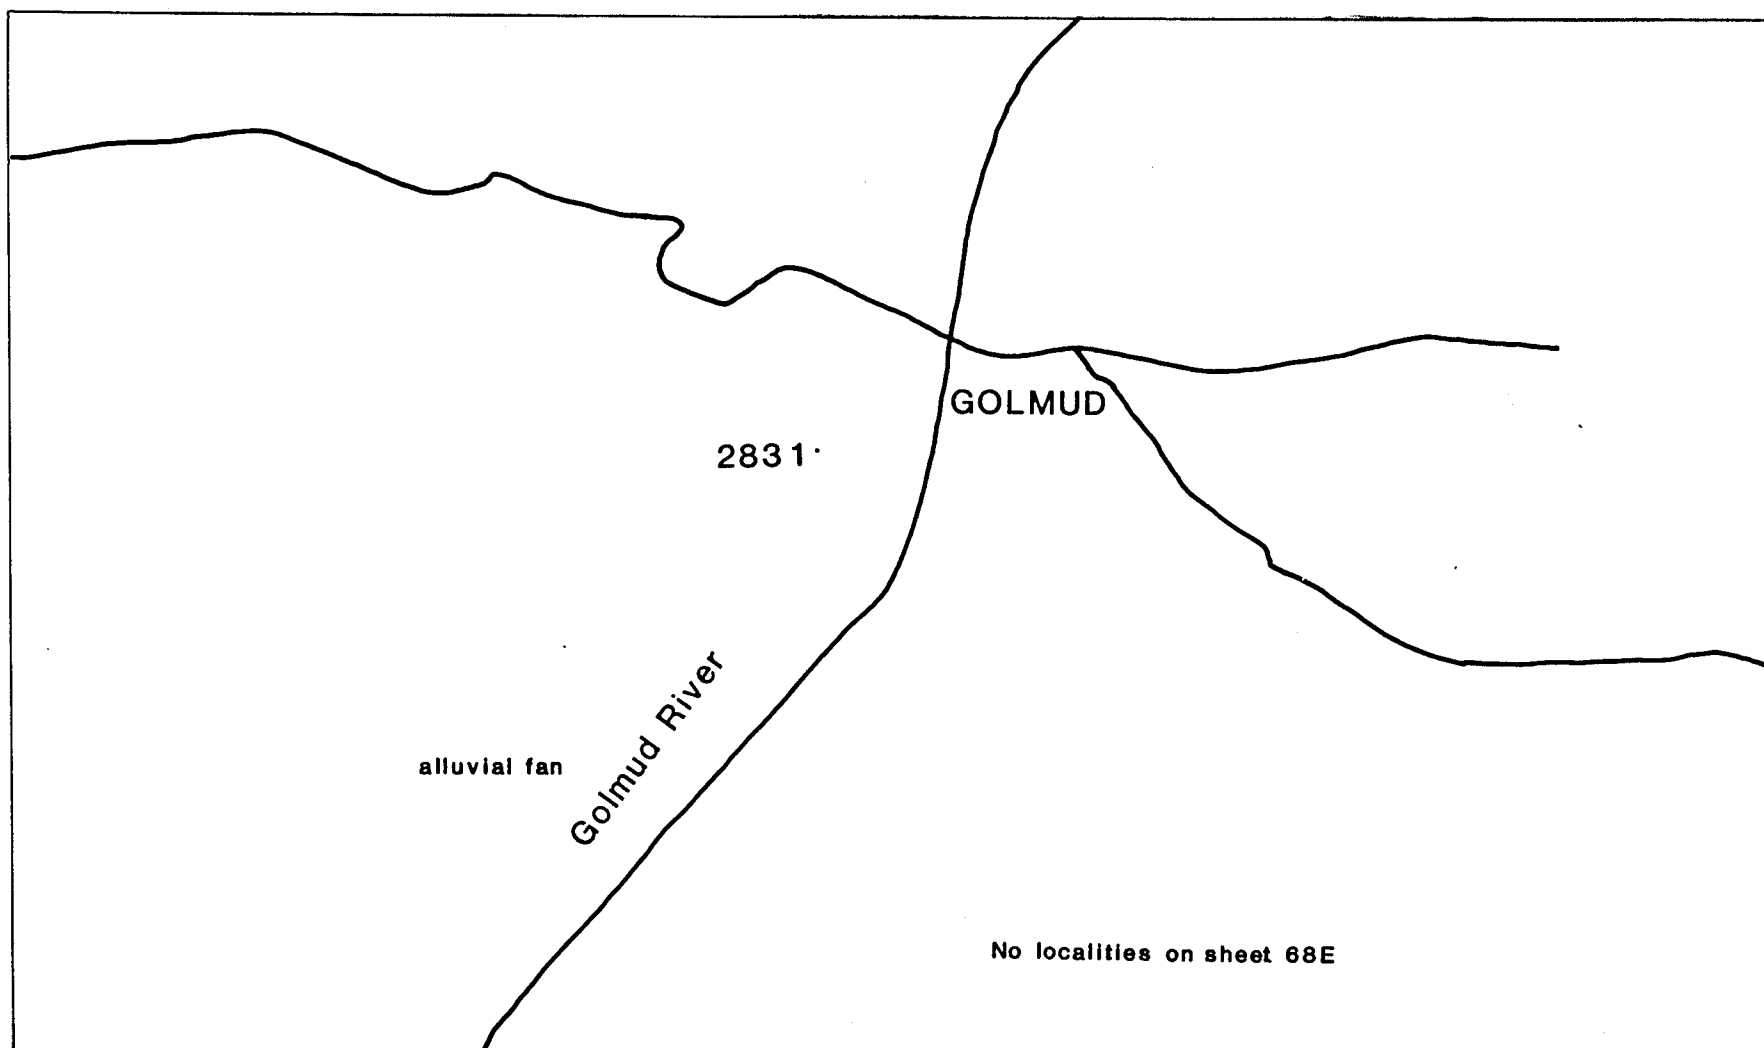 GOLMUD
2831
Golmud River
alluvial fan
No localities on sheet 68E